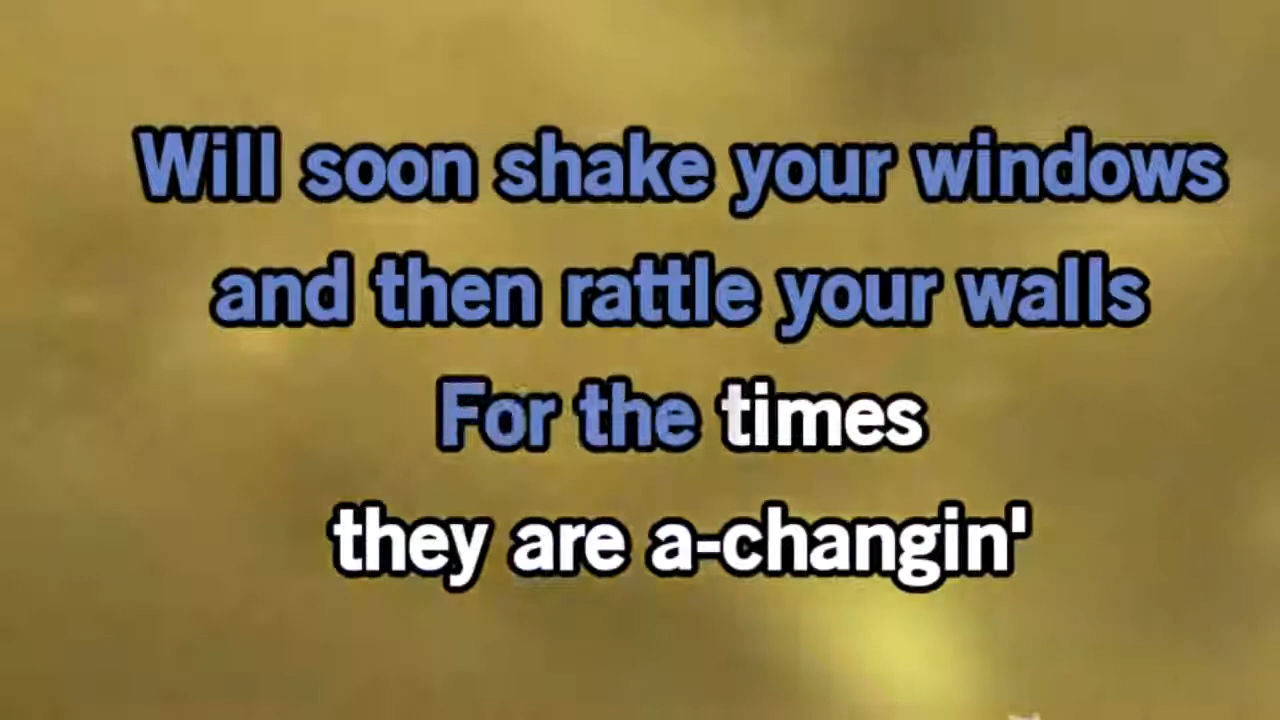 Will soon shake your windows
and then rattle your walls
For the times
they are a-changin'